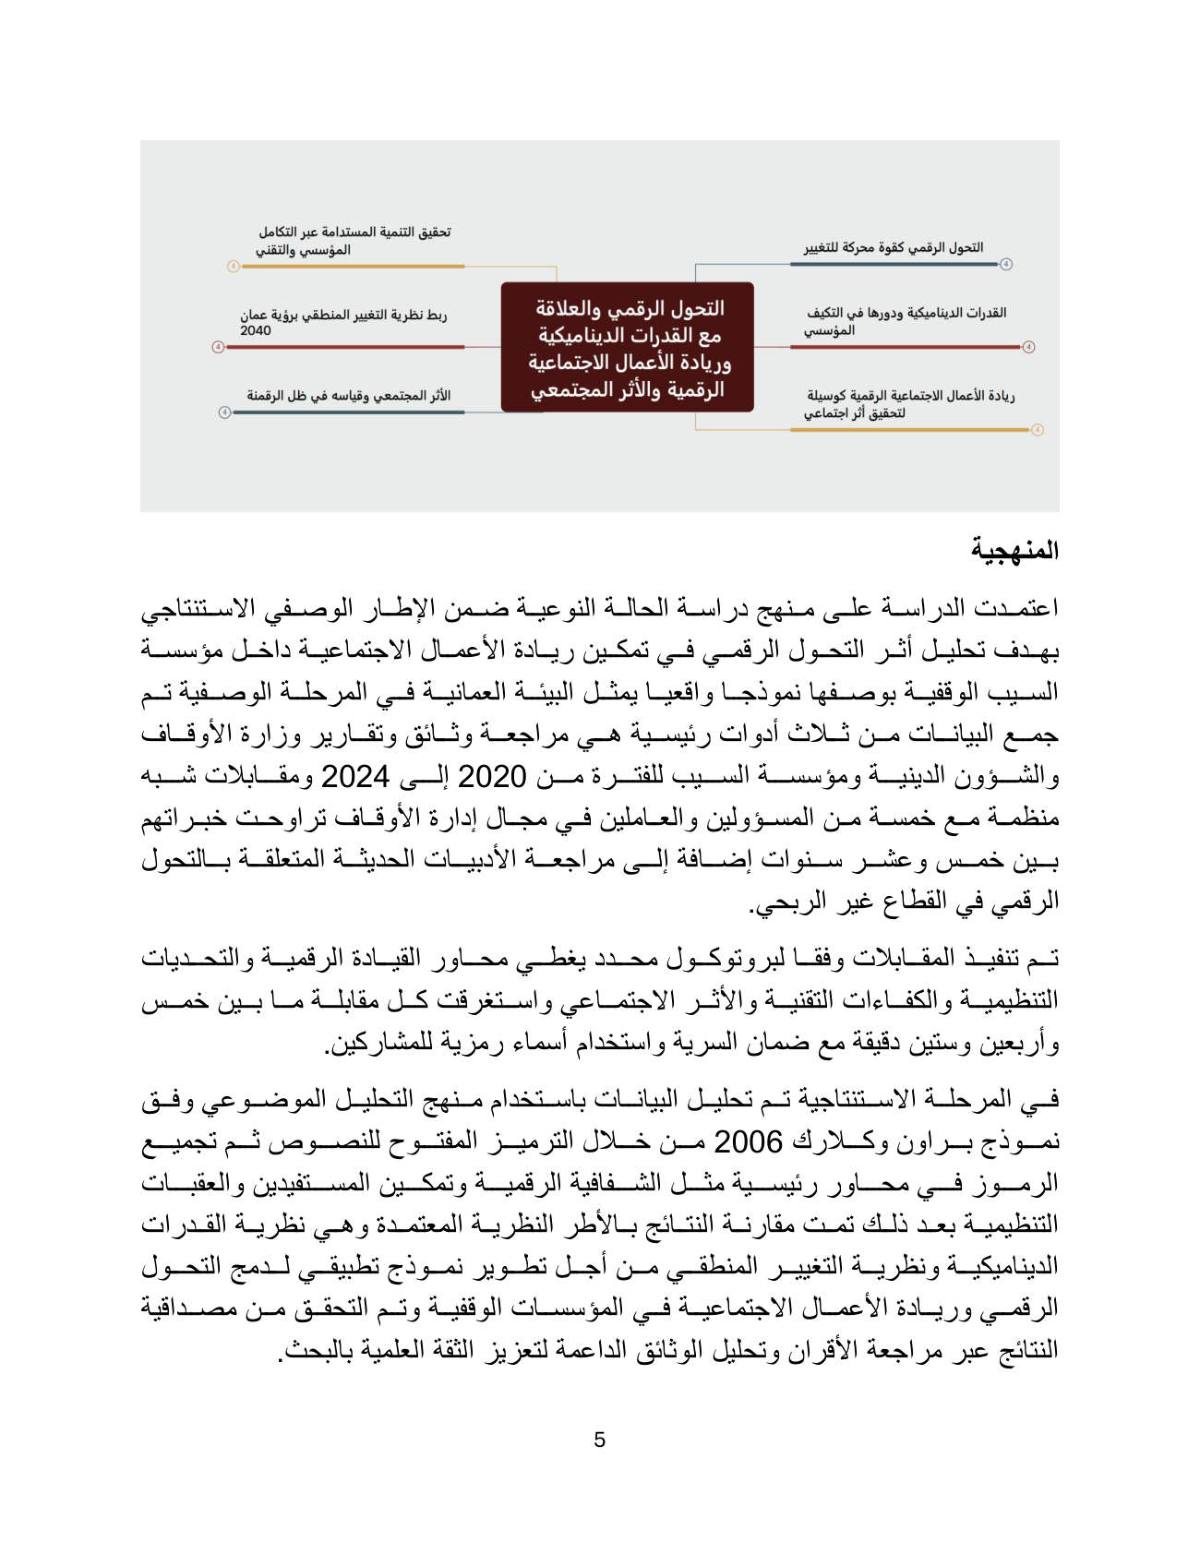 التحول الرقمي والعلاقة
مع القدرات الديناميكية
وريادة الأعمال الاجتماعية
الرقمية والأثر المجتمعي
التحول الرقمي كقوة محركة للتغيير
4
القدرات الديناميكية ودورها في التكيف
المؤسسي
4
ريادة الأعمال الاجتماعية الرقمية كوسيلة
لتحقيق أثر اجتماعي
4
تحقيق التنمية المستدامة عبر التكامل
المؤسسي والتقني
4
ربط نظرية التغيير المنطقي برؤية عمان
2040
4
الأثر المجتمعي وقياسه في ظل الرقمنة
4
المنهجية
اعتمدت الدراسة على منهج دراسة الحالة النوعية ضمن الإطار الوصفي الاستنتاجي
بهدف تحليل أثر التحول الرقمي في تمكين ريادة الأعمال الاجتماعية داخل مؤسسة
السيب الوقفية بوصفها نموذجا واقعيا يمثل البيئة العمانية في المرحلة الوصفية تم
جمع البيانات من ثلاث أدوات رئيسية هي مراجعة وثائق وتقارير وزارة الأوقاف
والشؤون الدينية ومؤسسة السيب للفترة من 2020 إلى 2024 ومقابلات شبه
منظمة مع خمسة من المسؤولين والعاملين في مجال إدارة الأوقاف تراوحت خبراتهم
بين خمس وعشر سنوات إضافة إلى مراجعة الأدبيات الحديثة المتعلقة بالتحول
الرقمي في القطاع غير الربحي.
تم تنفيذ المقابلات وفقا لبروتوكول محدد يغطي محاور القيادة الرقمية والتحديات
التنظيمية والكفاءات التقنية والأثر الاجتماعي واستغرقت كل مقابلة ما بين خمس
وأربعين وستين دقيقة مع ضمان السرية واستخدام أسماء رمزية للمشاركين.
في المرحلة الاستنتاجية تم تحليل البيانات باستخدام منهج التحليل الموضوعي وفق
نموذج براون وكلارك 2006 من خلال الترميز المفتوح للنصوص ثم تجميع
الرموز في محاور رئيسية مثل الشفافية الرقمية وتمكين المستفيدين والعقبات
التنظيمية بعد ذلك تمت مقارنة النتائج بالأطر النظرية المعتمدة وهي نظرية القدرات
الديناميكية ونظرية التغيير المنطقي من أجل تطوير نموذج تطبيقي لدمج التحول
الرقمي وريادة الأعمال الاجتماعية في المؤسسات الوقفية وتم التحقق من مصداقية
النتائج عبر مراجعة الأقران وتحليل الوثائق الداعمة لتعزيز الثقة العلمية بالبحث.
5